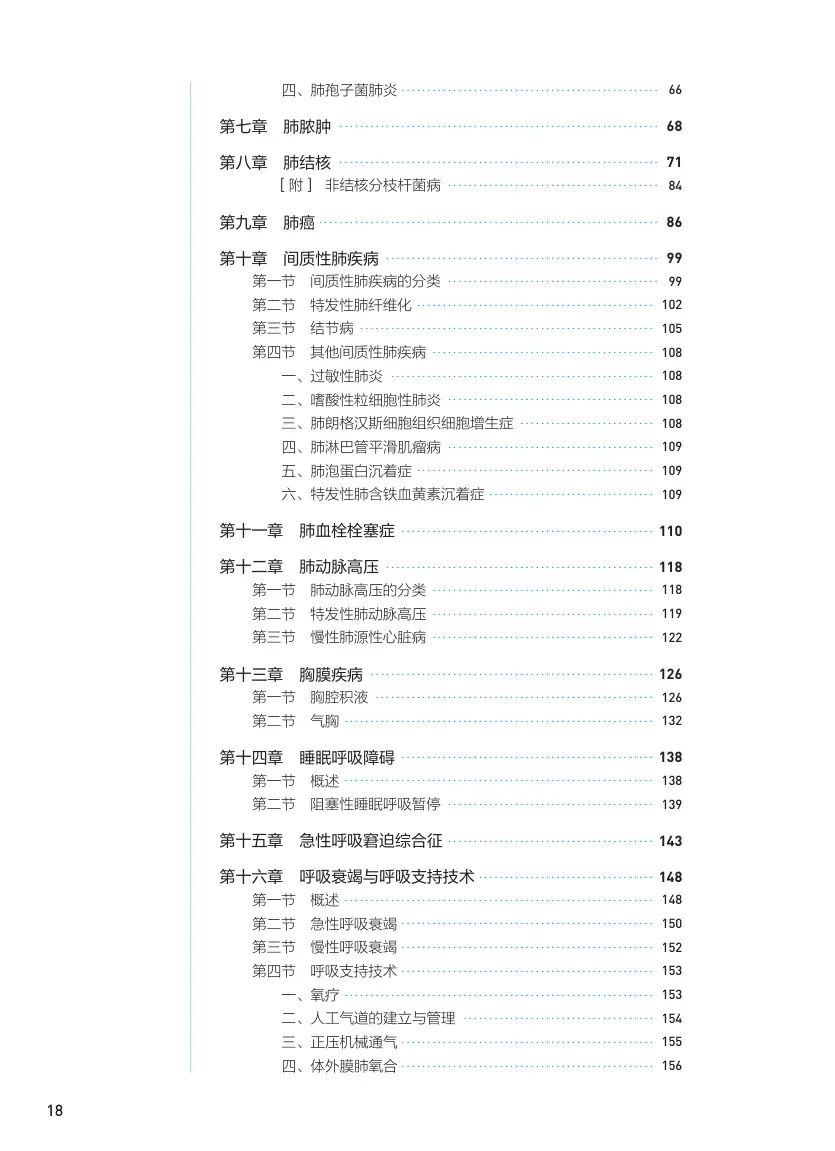 四、肺孢子菌肺炎 66
第七章 肺脓肿 68
第八章 肺结核 71
［附］ 非结核分枝杆菌病 84
第九章 肺癌 86
第十章 间质性肺疾病 99
第一节 间质性肺疾病的分类 99
第二节 特发性肺纤维化 102
第三节 结节病 105
第四节 其他间质性肺疾病 108
一、过敏性肺炎 108
二、嗜酸性粒细胞性肺炎 108
三、肺朗格汉斯细胞组织细胞增生症 108
四、肺淋巴管平滑肌瘤病 109
五、肺泡蛋白沉着症 109
六、特发性肺含铁血黄素沉着症 109
第十一章 肺血栓栓塞症 110
第十二章 肺动脉高压 118
第一节 肺动脉高压的分类 118
第二节 特发性肺动脉高压 119
第三节 慢性肺源性心脏病 122
第十三章 胸膜疾病 126
第一节 胸腔积液 126
第二节 气胸 132
第十四章 睡眠呼吸障碍 138
第一节 概述 138
第二节 阻塞性睡眠呼吸暂停 139
第十五章 急性呼吸窘迫综合征 143
第十六章 呼吸衰竭与呼吸支持技术 148
第一节 概述 148
第二节 急性呼吸衰竭 150
第三节 慢性呼吸衰竭 152
第四节 呼吸支持技术 153
一、氧疗 153
二、人工气道的建立与管理 154
三、正压机械通气 155
四、体外膜肺氧合 156
18